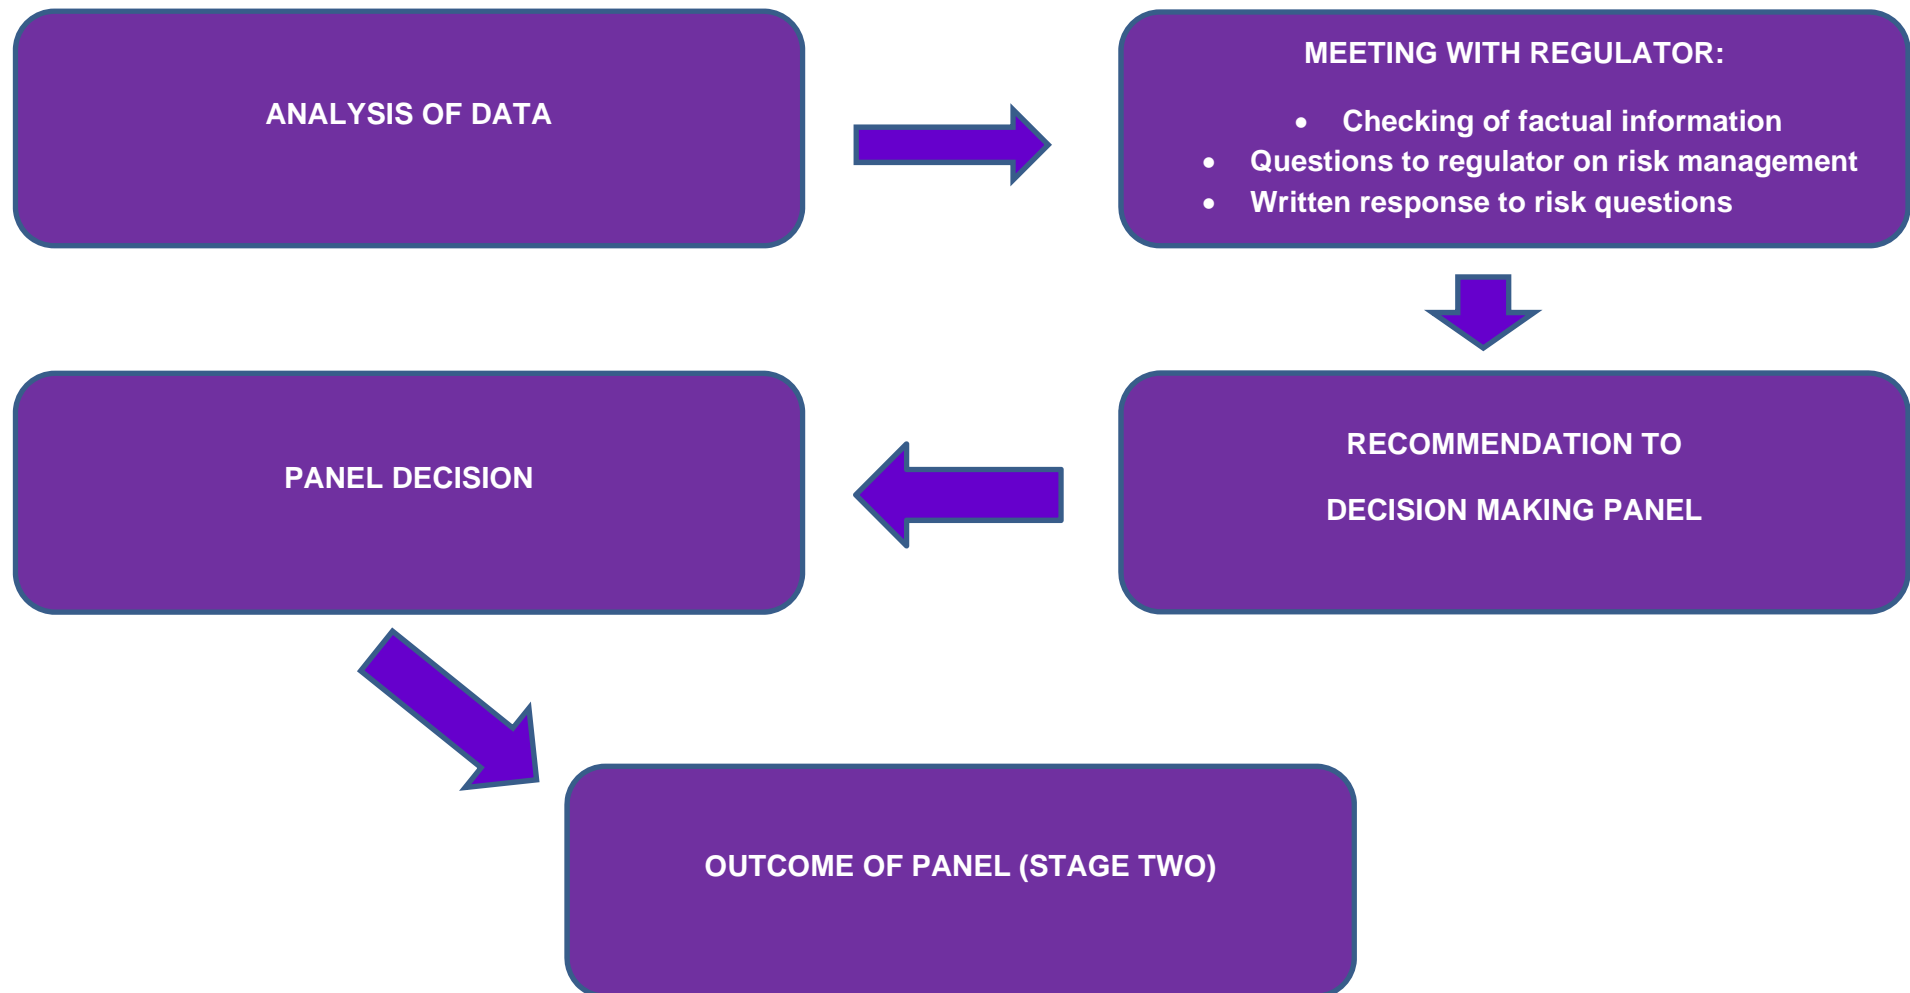 ANALYSIS OF DATA
MEETING WITH REGULATOR:
• Checking of factual information
• Questions to regulator on risk management
• Written response to risk questions
RECOMMENDATION TO
DECISION MAKING PANEL
PANEL DECISION
OUTCOME OF PANEL (STAGE TWO)